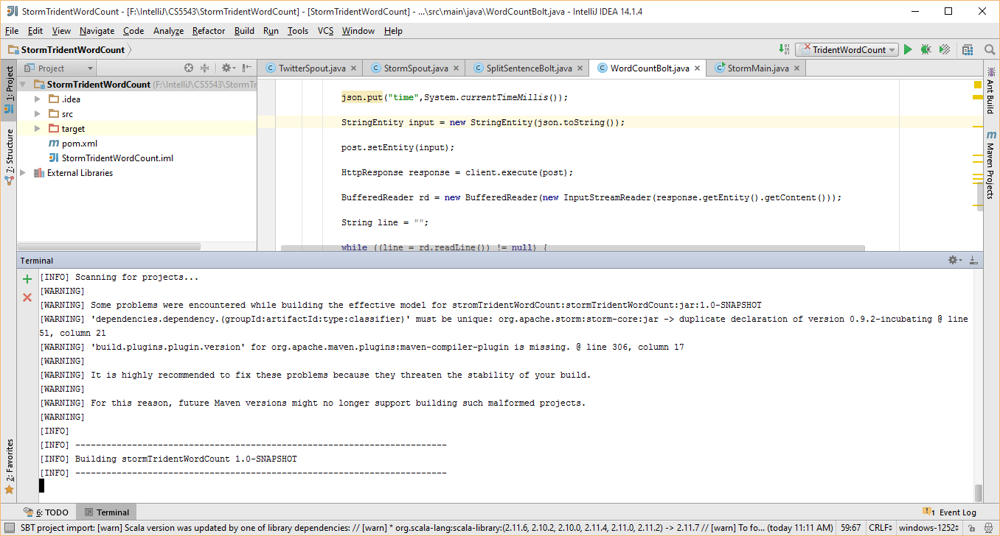 StormTridentWordCount - [F:\IntelliJ\CS5543\StormTridentWordCount] - [StormTridentWordCount] - ...\src\main\java\WordCountBolt.java - IntelliJ IDEA 14.1.4
File Edit View Navigate Code Analyze Refactor Build Run Tools VCS Window Help
StormTridentWordCount
TridentWordCount
1: Project
7: Structure
2: Favorites
Project
StormTridentWordCount (F:\IntelliJ\CS5543\StormTr
.idea
src
target
pom.xml
StormTridentWordCount.iml
External Libraries
TwitterSpout.java StormSpout.java SplitSentenceBolt.java WordCountBolt.java StormMain.java
json.put("time",System.currentTimeMillis());
StringEntity input = new StringEntity(json.toString());
post.setEntity(input);
HttpResponse response = client.execute(post);
BufferedReader rd = new BufferedReader(new InputStreamReader(response.getEntity().getContent()));
String line = "";
while ((line = rd.readLine()) != null) {
Ant Build
Maven Projects
Terminal
[INFO] Scanning for projects...
[WARNING]
[WARNING] Some problems were encountered while building the effective model for stromTridentWordCount:stormTridentWordCount:jar:1.0-SNAPSHOT
[WARNING] 'dependencies.dependency.(groupId:artifactId:type:classifier)' must be unique: org.apache.storm:storm-core:jar -> duplicate declaration of version 0.9.2-incubating @ line
51, column 21
[WARNING] 'build.plugins.plugin.version' for org.apache.maven.plugins:maven-compiler-plugin is missing. @ line 306, column 17
[WARNING]
[WARNING] It is highly recommended to fix these problems because they threaten the stability of your build.
[WARNING]
[WARNING] For this reason, future Maven versions might no longer support building such malformed projects.
[WARNING]
[INFO]
[INFO] ------------------------------------------------------------------------
[INFO] Building stormTridentWordCount 1.0-SNAPSHOT
[INFO] ------------------------------------------------------------------------
6: TODO Terminal 1 Event Log
SBT project import: [warn] Scala version was updated by one of library dependencies: // [warn] * org.scala-lang:scala-library:(2.11.6, 2.10.2, 2.10.0, 2.11.4, 2.11.0, 2.11.2) -> 2.11.7 // [warn] To fo... (today 11:11 AM) 59:67 CRLF windows-1252